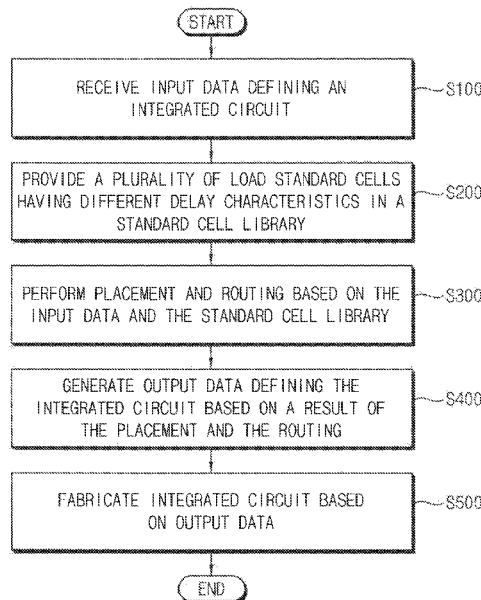 START
RECEIVE INPUT DATA DEFINING AN
INTEGRATED CIRCUIT
S100
PROVIDE A PLURALITY OF LOAD STANDARD CELLS
HAVING DIFFERENT DELAY CHARACTERISTICS IN A
STANDARD CELL LIBRARY
S200
PERFORM PLACEMENT AND ROUTING BASED ON THE
INPUT DATA AND THE STANDARD CELL LIBRARY
S300
GENERATE OUTPUT DATA DEFINING THE
INTEGRATED CIRCUIT BASED ON A RESULT OF
THE PLACEMENT AND THE ROUTING
S400
FABRICATE INTEGRATED CIRCUIT BASED
ON OUTPUT DATA
S500
END